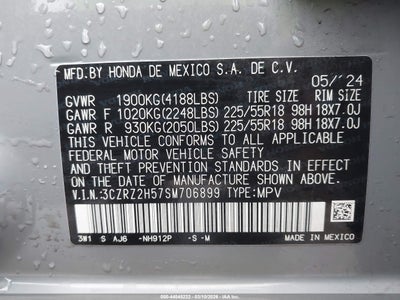 MFD.BY HONDA DE MEXICO S.A. DE C.V.
05/'24
GVWR 1900KG(4188LBS) TIRE SIZE RIM SIZE
GAWR F 1020KG(2248LBS) 225/55R18 98H 18X7.0J
GAWR R 930KG(2050LBS) 225/55R18 98H 18X7.0J
THIS VEHICLE CONFORMS TO ALL APPLICABLE
FEDERAL MOTOR VEHICLE SAFETY AND
THEFT PREVENTION STANDARDS IN EFFECT ON
THE DATE OF MANUFACTURE SHOWN ABOVE.
V.I.N.:3CZRZ2H57SM706899 TYPE:MPV
3W1 S AJ6 -NH912P -S -M MADE IN MEXICO